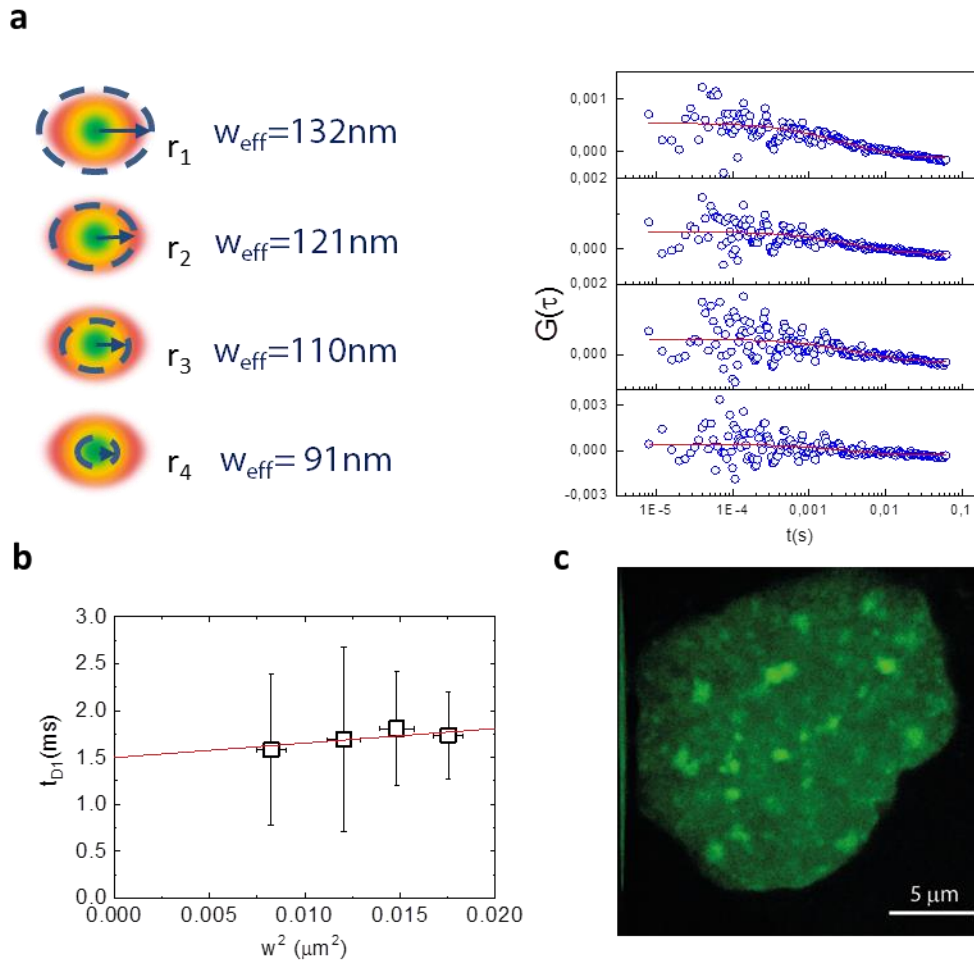 a
r1 weff=132nm
r2 weff=121nm
r3 weff=110nm
r4 weff= 91nm
0,001
0,000
0,002
0,000
0,002
0,000
0,003
0,000
-0,003
G(τ)
1E-5 1E-4 0,001 0,01 0,1
t(s)
b
3.0
2.5
2.0
1.5
1.0
0.5
0.0
tD1(ms)
0.000 0.005 0.010 0.015 0.020
w² (μm²)
c
5 μm